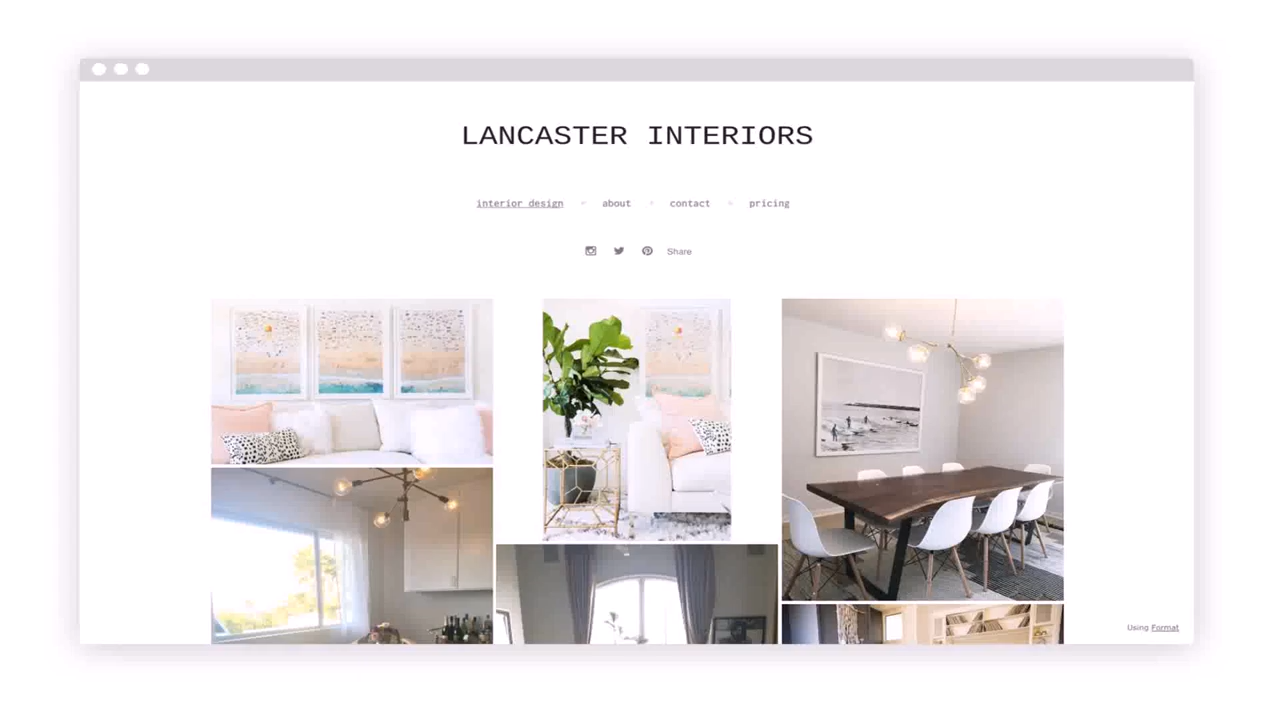 LANCASTER INTERIORS
interior design about contact pricing
Share
Using Format